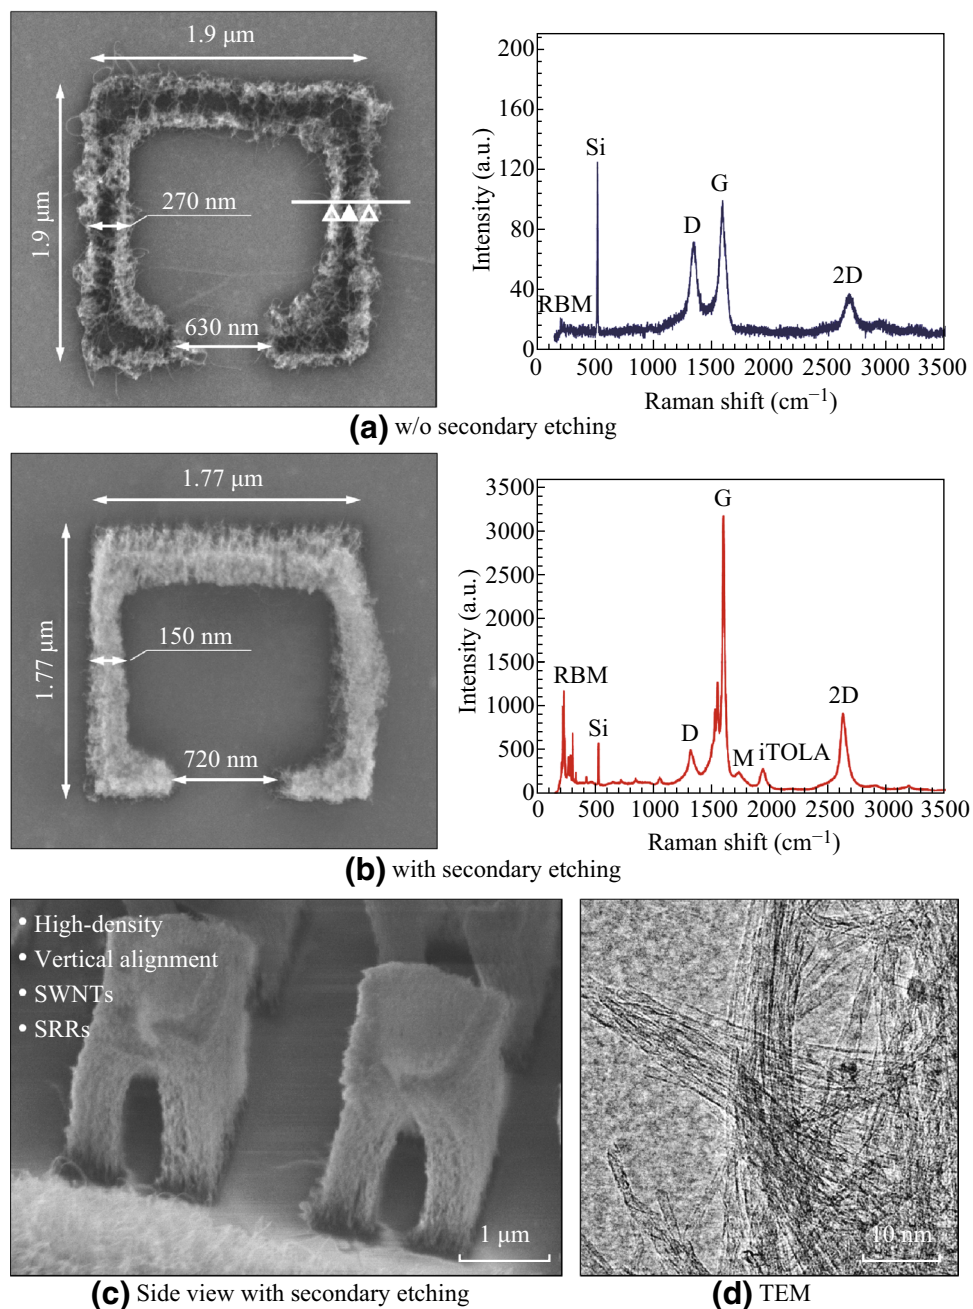 1.9 μm
1.9 μm
270 nm
630 nm
200
160
120
80
40
0
Intensity (a.u.)
Si
G
D
2D
RBM
0 500 1000 1500 2000 2500 3000 3500
Raman shift (cm⁻¹)
(a) w/o secondary etching
1.77 μm
1.77 μm
150 nm
720 nm
3500
3000
2500
2000
1500
1000
500
0
Intensity (a.u.)
G
RBM
2D
Si
D
M
iTOLA
0 500 1000 1500 2000 2500 3000 3500
Raman shift (cm⁻¹)
(b) with secondary etching
• High-density
• Vertical alignment
• SWNTs
• SRRs
1 μm
(c) Side view with secondary etching
10 nm
(d) TEM